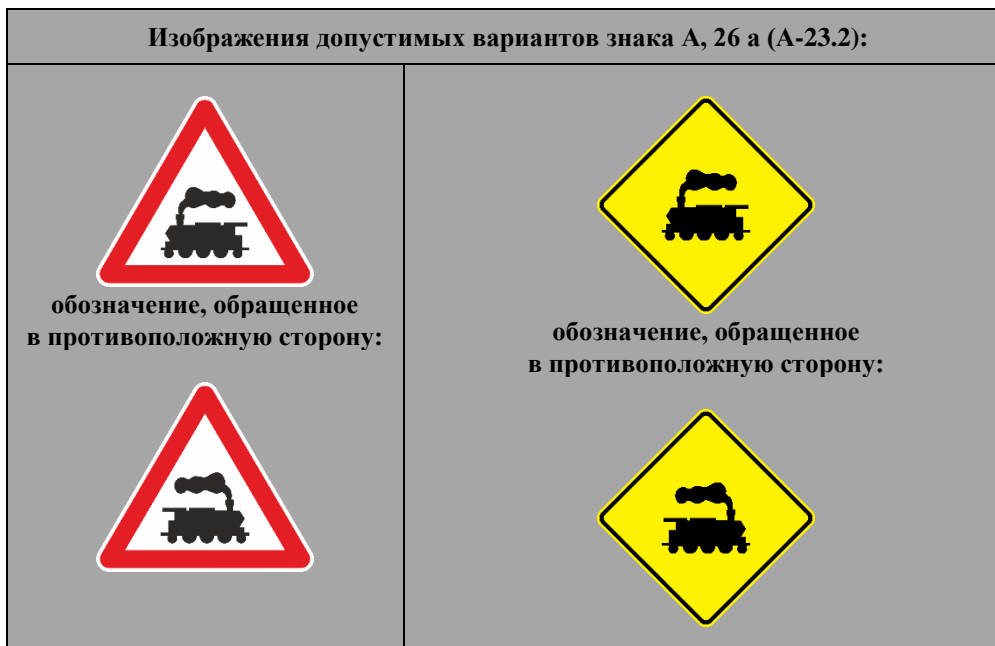 Изображения допустимых вариантов знака A, 26 a (A-23.2):
обозначение, обращенное
в противоположную сторону:
обозначение, обращенное
в противоположную сторону: